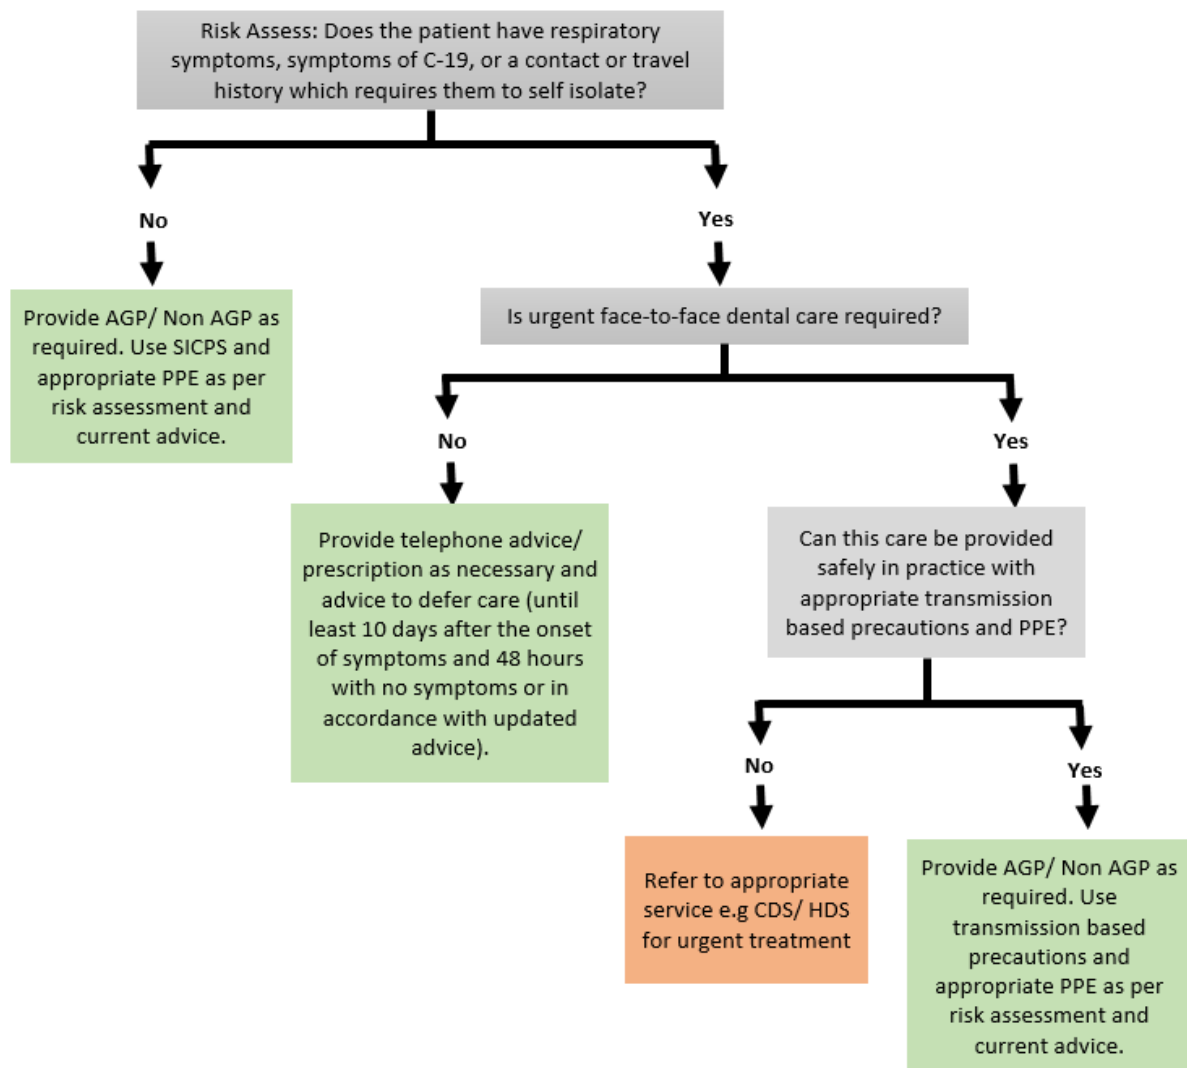 Risk Assess: Does the patient have respiratory
symptoms, symptoms of C-19, or a contact or travel
history which requires them to self isolate?
No
Yes
Provide AGP/ Non AGP as
required. Use SICPS and
appropriate PPE as per
risk assessment and
current advice.
Is urgent face-to-face dental care required?
No
Yes
Provide telephone advice/
prescription as necessary and
advice to defer care (until
least 10 days after the onset
of symptoms and 48 hours
with no symptoms or in
accordance with updated
advice).
Can this care be provided
safely in practice with
appropriate transmission
based precautions and PPE?
No
Yes
Refer to appropriate
service e.g CDS/ HDS
for urgent treatment
Provide AGP/ Non AGP as
required. Use
transmission based
precautions and
appropriate PPE as per
risk assessment and
current advice.